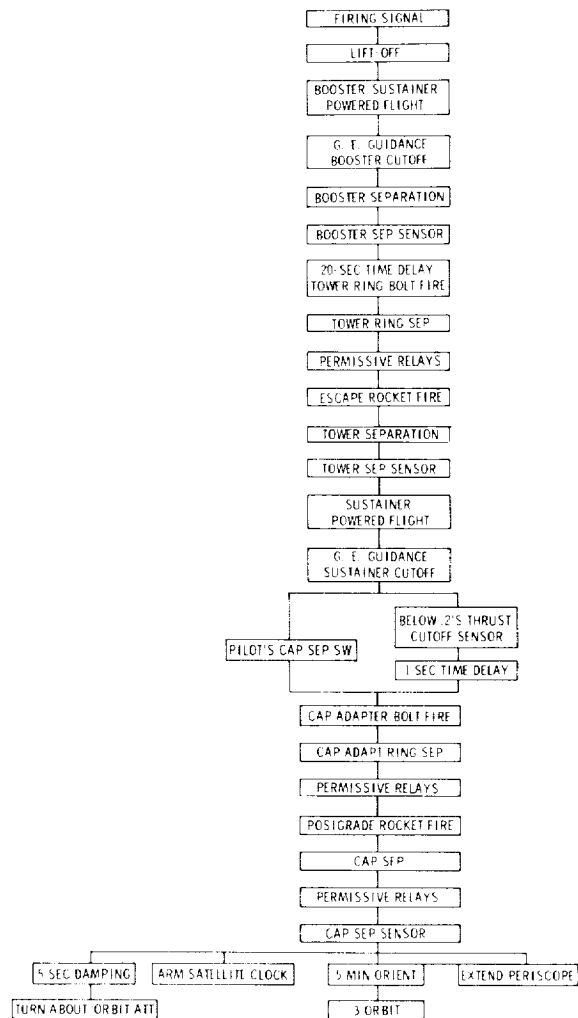 FIRING SIGNAL
LIFT-OFF
BOOSTER SUSTAINER
POWERED FLIGHT
G. E. GUIDANCE
BOOSTER CUTOFF
BOOSTER SEPARATION
BOOSTER SEP SENSOR
20-SEC TIME DELAY
TOWER RING BOLT FIRE
TOWER RING SEP
PERMISSIVE RELAYS
ESCAPE ROCKET FIRE
TOWER SEPARATION
TOWER SEP SENSOR
SUSTAINER
POWERED FLIGHT
G. E. GUIDANCE
SUSTAINER CUTOFF
PILOT'S CAP SEP SW
BELOW .2'S THRUST
CUTOFF SENSOR
1 SEC TIME DELAY
CAP ADAPTER BOLT FIRE
CAP ADAPT RING SEP
PERMISSIVE RELAYS
POSIGRADE ROCKET FIRE
CAP SEP
PERMISSIVE RELAYS
CAP SEP SENSOR
5 SEC DAMPING
ARM SATELLITE CLOCK
5 MIN ORIENT
EXTEND PERISCOPE
TURN ABOUT ORBIT ATT
3 ORBIT